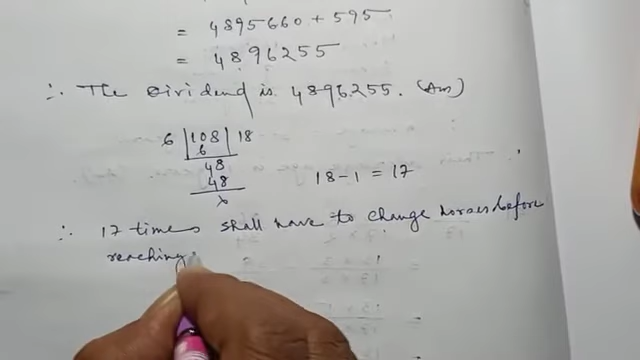 = 4895660 + 595
= 4896255
∴ The Dividend is 4896255. (Ans)
6 | 108 | 18
6
48
48
x
18-1 = 17
∴ 17 times shall have to change horses before
reaching